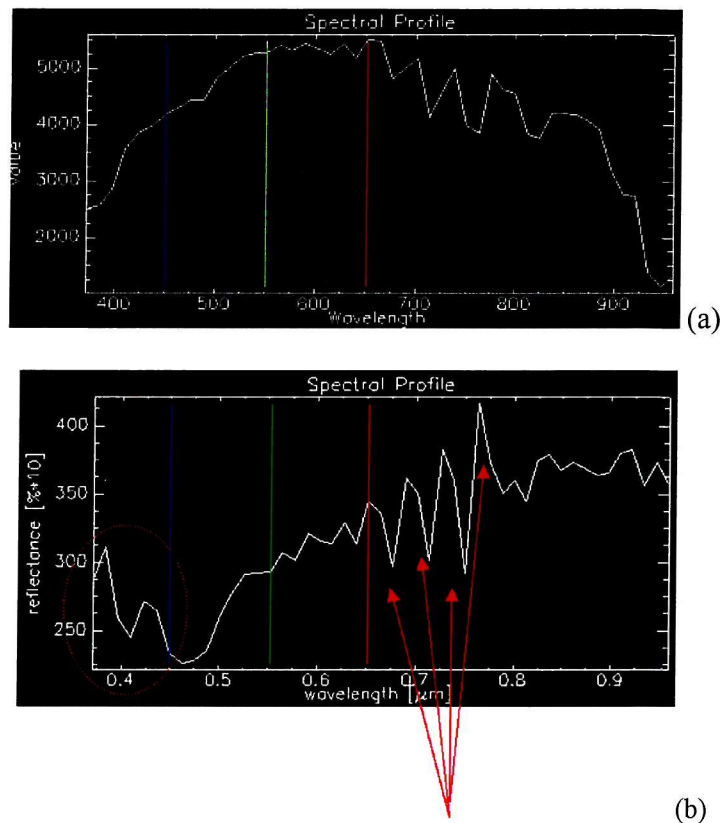 Spectral Profile
5000
4000
3000
2000
Value
400 500 600 700 800 900
Wavelength
(a)
Spectral Profile
400
350
300
250
reflectance [%*10]
0.4 0.5 0.6 0.7 0.8 0.9
wavelength [μm]
(b)